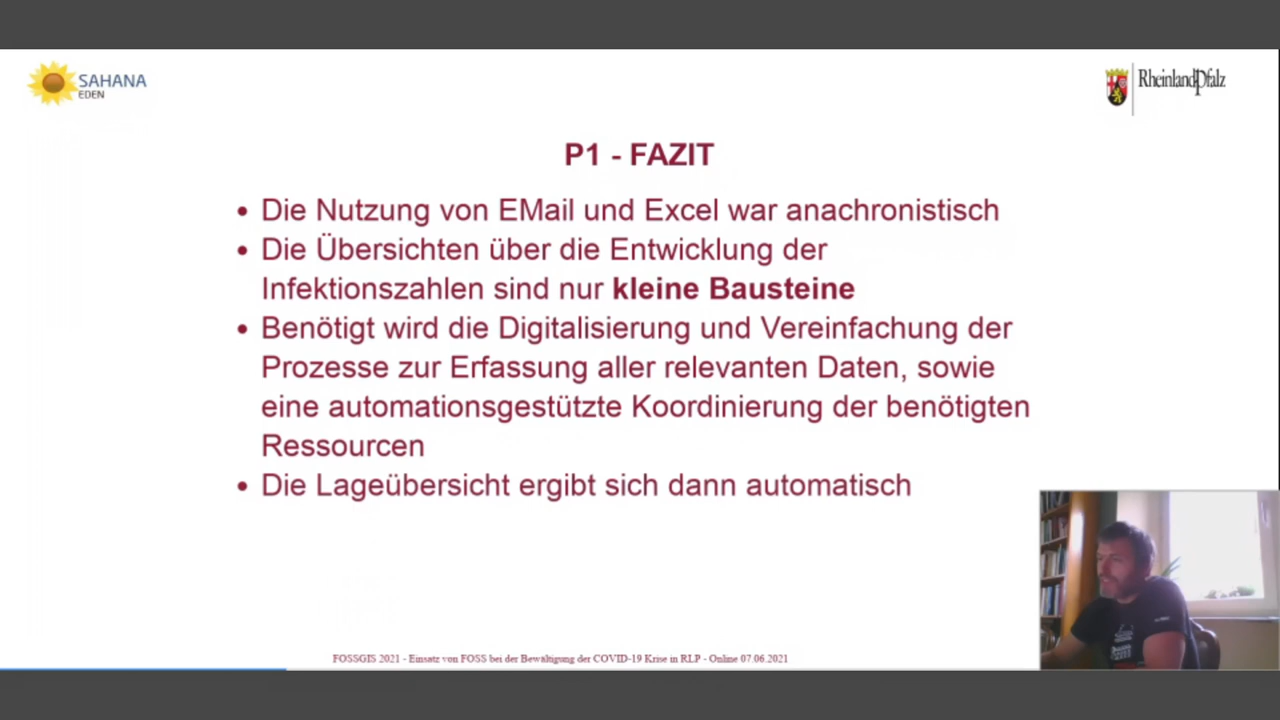 SAHANA
EDEN
RheinlandPfalz
P1 - FAZIT
• Die Nutzung von EMail und Excel war anachronistisch
• Die Übersichten über die Entwicklung der
Infektionszahlen sind nur kleine Bausteine
• Benötigt wird die Digitalisierung und Vereinfachung der
Prozesse zur Erfassung aller relevanten Daten, sowie
eine automationsgestützte Koordinierung der benötigten
Ressourcen
• Die Lageübersicht ergibt sich dann automatisch
FOSSGIS 2021 - Einsatz von FOSS bei der Bewältigung der COVID-19 Krise in RLP - Online 07.06.2021